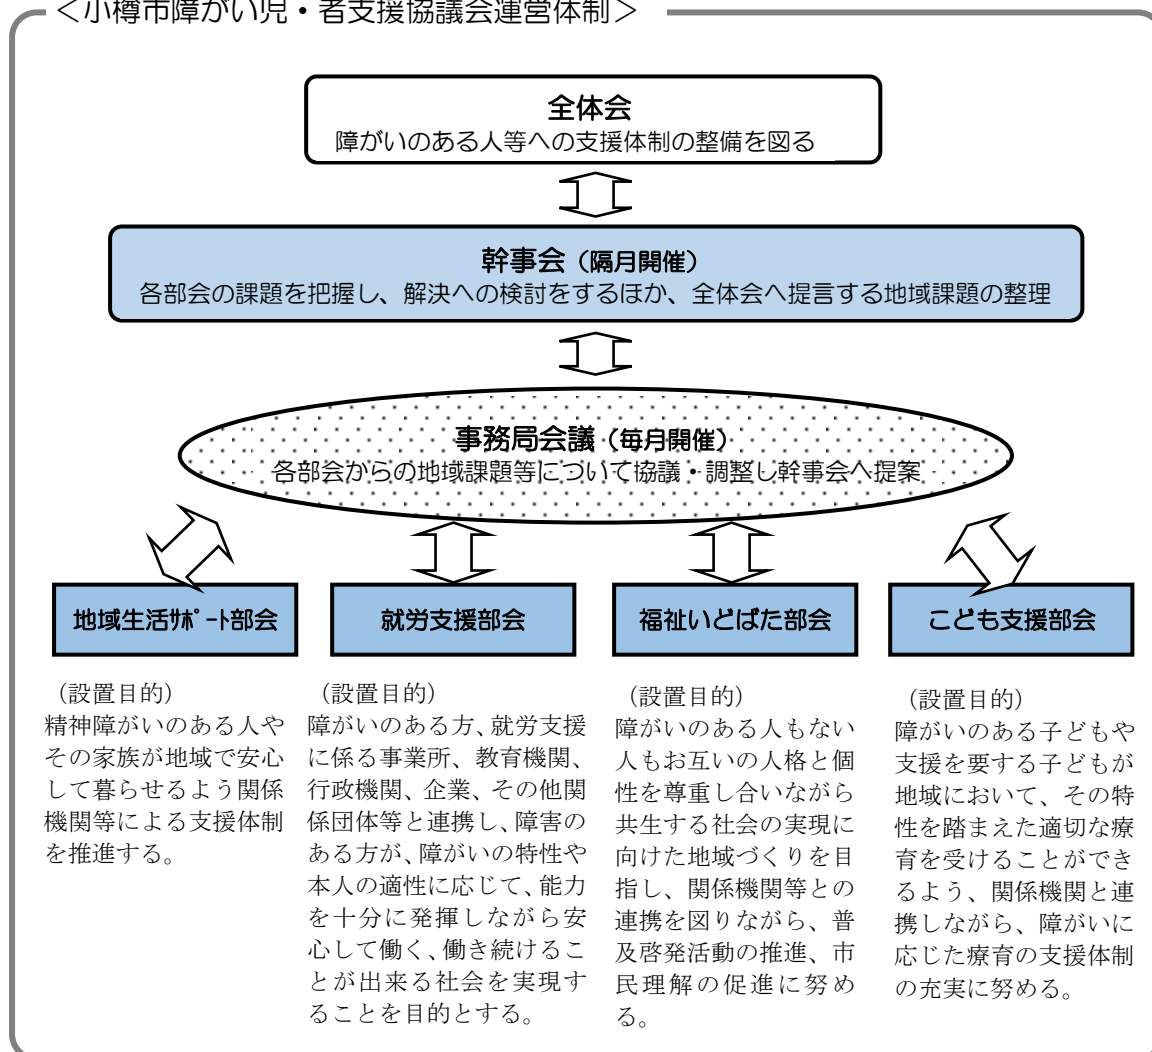 ＜小樽市障がい児・者支援協議会運営体制＞
全体会
障がいのある人等への支援体制の整備を図る
幹事会（隔月開催）
各部会の課題を把握し、解決への検討をするほか、全体会へ提言する地域課題の整理
事務局会議（毎月開催）
各部会からの地域課題等について協議・調整し幹事会へ提案
地域生活ｻﾎﾟｰﾄ部会
（設置目的）
精神障がいのある人や
その家族が地域で安心
して暮らせるよう関係
機関等による支援体制
を推進する。
就労支援部会
（設置目的）
障がいのある方、就労支援
に係る事業所、教育機関、
行政機関、企業、その他関
係団体等と連携し、障害の
ある方が、障がいの特性や
本人の適性に応じて、能力
を十分に発揮しながら安
心して働く、働き続けるこ
とが出来る社会を実現す
ることを目的とする。
福祉いどばた部会
（設置目的）
障がいのある人もない
人もお互いの人格と個
性を尊重し合いながら
共生する社会の実現に
向けた地域づくりを目
指し、関係機関等との
連携を図りながら、普
及啓発活動の推進、市
民理解の促進に努め
る。
こども支援部会
（設置目的）
障がいのある子どもや
支援を要する子どもが
地域において、その特
性を踏まえた適切な療
育を受けることができ
るよう、関係機関と連
携しながら、障がいに
応じた療育の支援体制
の充実に努める。